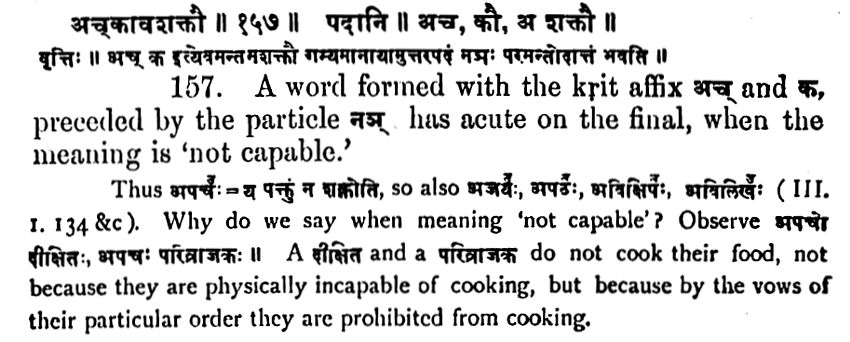 अच्कावशक्तौ ॥ १५७ ॥ पदानि ॥ अच, कौ, अ शक्तौ ॥
वृत्तिः ॥ अच् क इत्येवमन्तमशक्तौ गम्यमानायामुत्तरपदं नञः परमन्तोदात्तं भवति ॥
157. A word formed with the kṛit affix अच् and क,
preceded by the particle नञ् has acute on the final, when the
meaning is ‘not capable.’
Thus अपचः᳡ = य पक्तुं न शक्नोति, so also अजयः᳡, अपठः᳡, अविक्षिपः᳡, अविलिखः᳡ (III.
1. 134 &c). Why do we say when meaning ‘not capable’? Observe अपचो
दीक्षितः, अपचः परिव्राजकः ॥ A दीक्षित and a परिव्राजक do not cook their food, not
because they are physically incapable of cooking, but because by the vows of
their particular order they are prohibited from cooking.